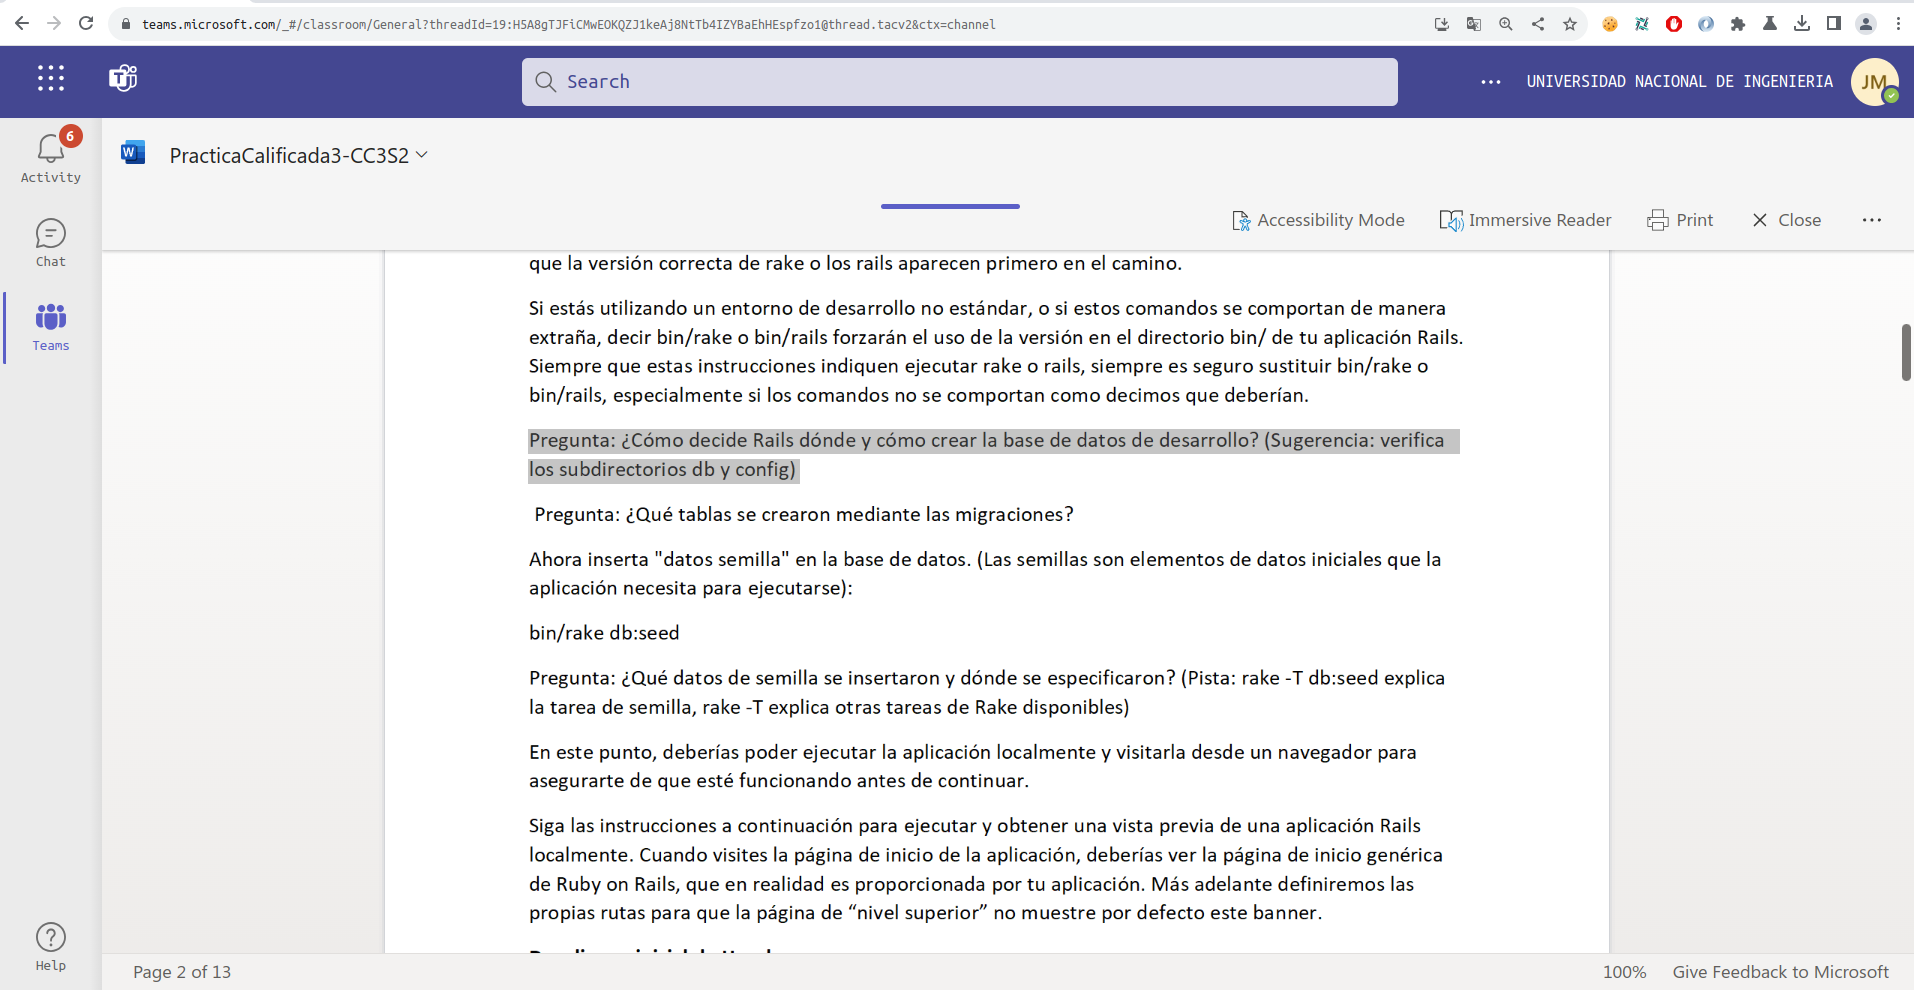 teams.microsoft.com/_#/classroom/General?threadId=19:H5A8gTJFiCMwEOKQZJ1keAj8NtTb4IZYBaEhHEspfzo1@thread.tacv2&ctx=channel
Search
UNIVERSIDAD NACIONAL DE INGENIERIA
JM
6
Activity
Chat
Teams
Help
PracticaCalificada3-CC3S2
Accessibility Mode
Immersive Reader
Print
Close
que la versión correcta de rake o los rails aparecen primero en el camino.
Si estás utilizando un entorno de desarrollo no estándar, o si estos comandos se comportan de manera
extraña, decir bin/rake o bin/rails forzarán el uso de la versión en el directorio bin/ de tu aplicación Rails.
Siempre que estas instrucciones indiquen ejecutar rake o rails, siempre es seguro sustituir bin/rake o
bin/rails, especialmente si los comandos no se comportan como decimos que deberían.
Pregunta: ¿Cómo decide Rails dónde y cómo crear la base de datos de desarrollo? (Sugerencia: verifica
los subdirectorios db y config)
Pregunta: ¿Qué tablas se crearon mediante las migraciones?
Ahora inserta "datos semilla" en la base de datos. (Las semillas son elementos de datos iniciales que la
aplicación necesita para ejecutarse):
bin/rake db:seed
Pregunta: ¿Qué datos de semilla se insertaron y dónde se especificaron? (Pista: rake -T db:seed explica
la tarea de semilla, rake -T explica otras tareas de Rake disponibles)
En este punto, deberías poder ejecutar la aplicación localmente y visitarla desde un navegador para
asegurarte de que esté funcionando antes de continuar.
Siga las instrucciones a continuación para ejecutar y obtener una vista previa de una aplicación Rails
localmente. Cuando visites la página de inicio de la aplicación, deberías ver la página de inicio genérica
de Ruby on Rails, que en realidad es proporcionada por tu aplicación. Más adelante definiremos las
propias rutas para que la página de “nivel superior” no muestre por defecto este banner.
Page 2 of 13
100%
Give Feedback to Microsoft